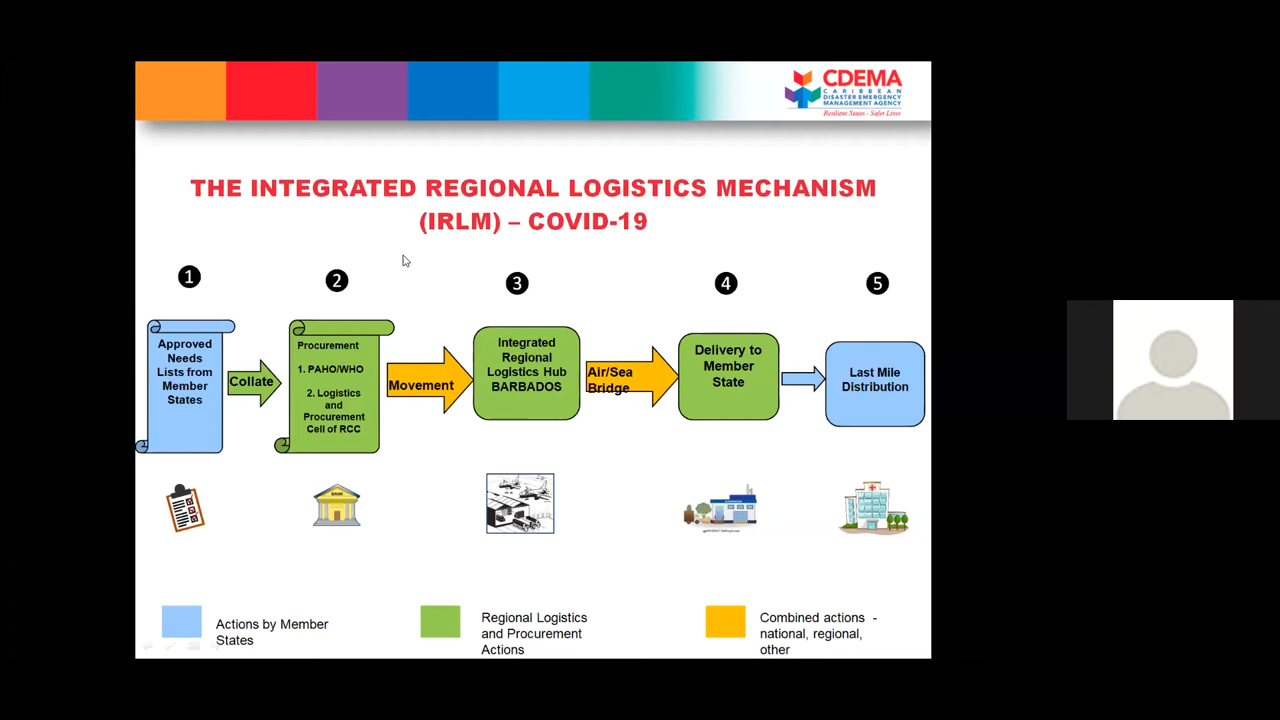 CDEMA
CARIBBEAN
DISASTER EMERGENCY
MANAGEMENT AGENCY
Resilient States - Safer Lives
THE INTEGRATED REGIONAL LOGISTICS MECHANISM
(IRLM) – COVID-19
1
2
3
4
5
Approved
Needs
Lists from
Member
States
Collate
Procurement
1. PAHO/WHO
2. Logistics
and
Procurement
Cell of RCC
Movement
Integrated
Regional
Logistics Hub
BARBADOS
Air/Sea
Bridge
Delivery to
Member
State
Last Mile
Distribution
BANK
Actions by Member
States
Regional Logistics
and Procurement
Actions
Combined actions -
national, regional,
other